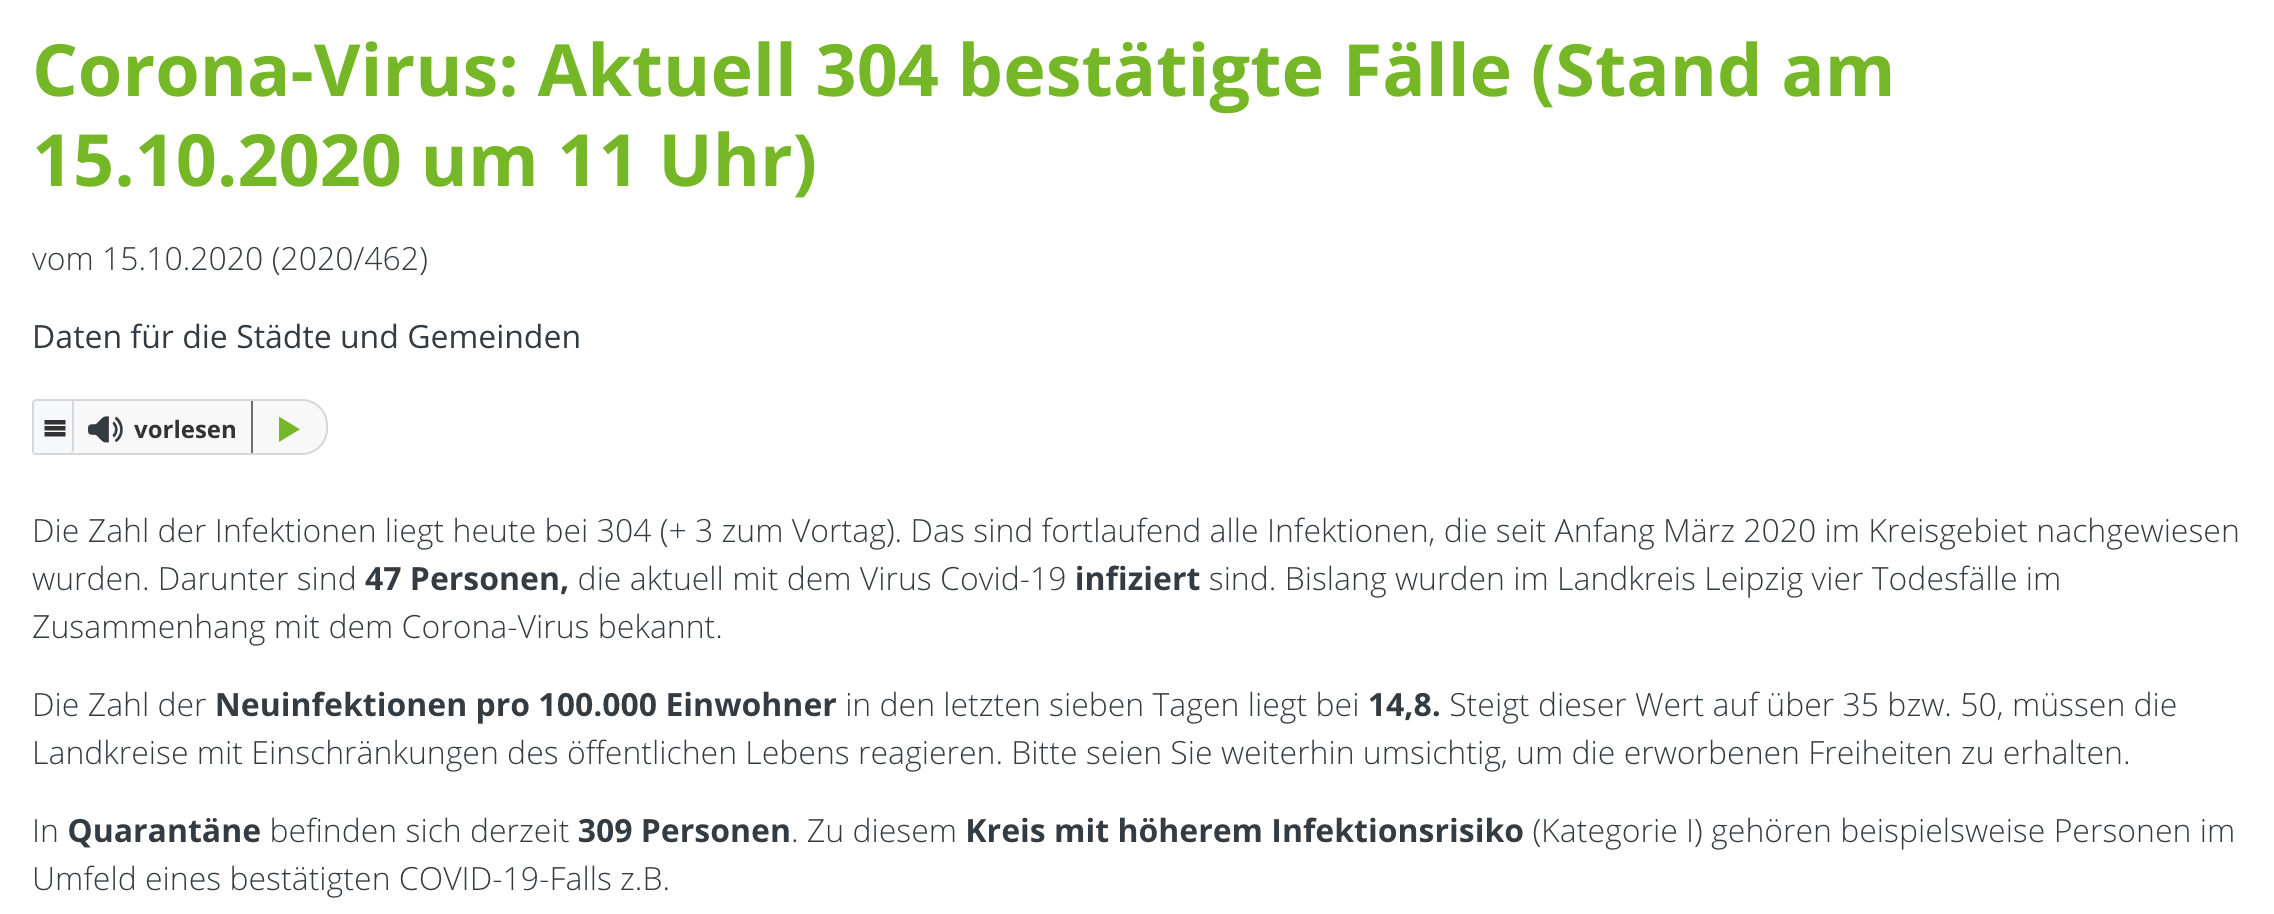 Corona-Virus: Aktuell 304 bestätigte Fälle (Stand am
15.10.2020 um 11 Uhr)
vom 15.10.2020 (2020/462)
Daten für die Städte und Gemeinden
vorlesen
Die Zahl der Infektionen liegt heute bei 304 (+ 3 zum Vortag). Das sind fortlaufend alle Infektionen, die seit Anfang März 2020 im Kreisgebiet nachgewiesen
wurden. Darunter sind 47 Personen, die aktuell mit dem Virus Covid-19 infiziert sind. Bislang wurden im Landkreis Leipzig vier Todesfälle im
Zusammenhang mit dem Corona-Virus bekannt.
Die Zahl der Neuinfektionen pro 100.000 Einwohner in den letzten sieben Tagen liegt bei 14,8. Steigt dieser Wert auf über 35 bzw. 50, müssen die
Landkreise mit Einschränkungen des öffentlichen Lebens reagieren. Bitte seien Sie weiterhin umsichtig, um die erworbenen Freiheiten zu erhalten.
In Quarantäne befinden sich derzeit 309 Personen. Zu diesem Kreis mit höherem Infektionsrisiko (Kategorie I) gehören beispielsweise Personen im
Umfeld eines bestätigten COVID-19-Falls z.B.